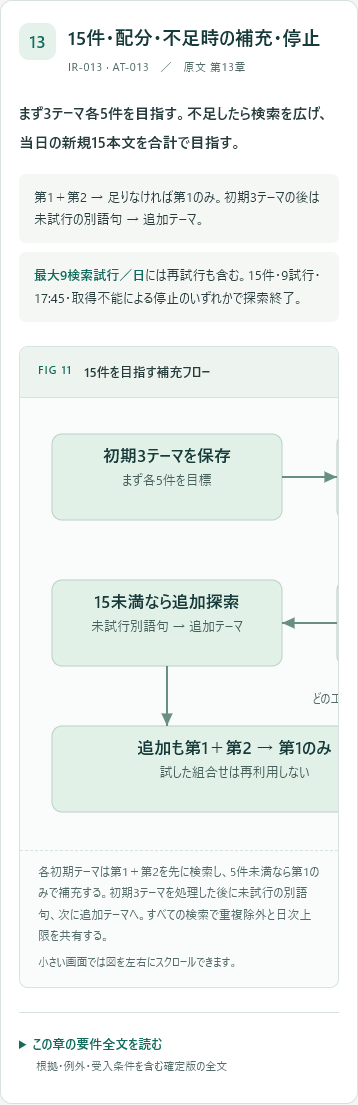 13 15件・配分・不足時の補充・停止
IR-013・AT-013 ／ 原文 第13章
まず3テーマ各5件を目指す。不足したら検索を広げ、
当日の新規15本文を合計で目指す。
第1＋第2 → 足りなければ第1のみ。初期3テーマの後は
未試行の別語句 → 追加テーマ。
最大9検索試行／日には再試行も含む。15件・9試行・
17:45・取得不能による停止のいずれかで探索終了。
FIG 11 15件を目指す補充フロー
初期3テーマを保存
まず各5件を目標
15未満なら追加探索
未試行別語句 → 追加テーマ
どのエ
追加も第1＋第2 → 第1のみ
試した組合せは再利用しない
各初期テーマは第1＋第2を先に検索し、5件未満なら第1の
みで補充する。初期3テーマを処理した後に未試行の別語
句、次に追加テーマへ。すべての検索で重複除外と日次上
限を共有する。
小さい画面では図を左右にスクロールできます。
▶ この章の要件全文を読む
根拠・例外・受入条件を含む確定版の全文